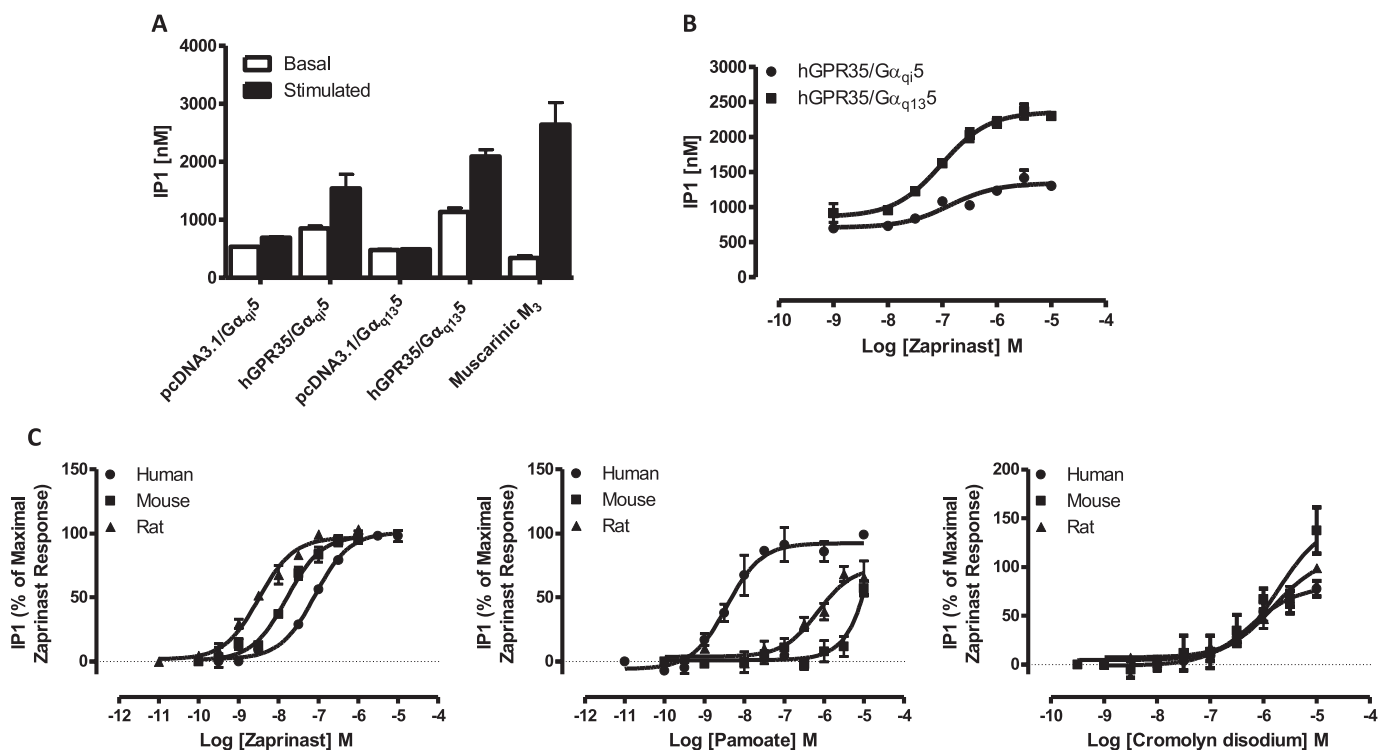 A
4000
3000
2000
1000
0
IP1 [nM]
Basal
Stimulated
pcDNA3.1/Gαqi5
hGPR35/Gαqi5
pcDNA3.1/Gαq135
hGPR35/Gαq135
Muscarinic M3
B
3000
2500
2000
1500
1000
500
0
IP1 [nM]
hGPR35/Gαqi5
hGPR35/Gαq135
-10 -9 -8 -7 -6 -5 -4
Log [Zaprinast] M
C
IP1 (% of Maximal
Zaprinast Response)
150
100
50
0
Human
Mouse
Rat
-12 -11 -10 -9 -8 -7 -6 -5 -4
Log [Zaprinast] M
IP1 (% of Maximal
Zaprinast Response)
150
100
50
0
Human
Mouse
Rat
-12 -11 -10 -9 -8 -7 -6 -5 -4
Log [Pamoate] M
IP1 (% of Maximal
Zaprinast Response)
200
150
100
50
0
Human
Mouse
Rat
-10 -9 -8 -7 -6 -5 -4
Log [Cromolyn disodium] M